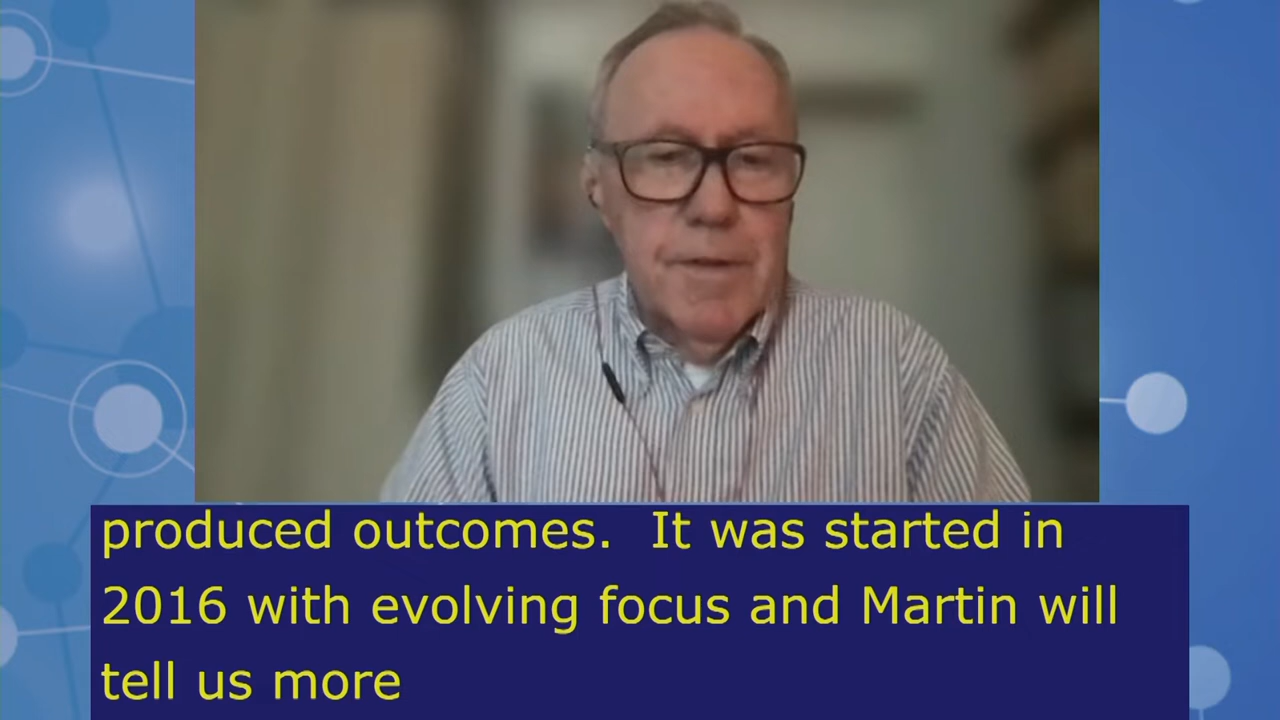 produced outcomes.  It was started in
2016 with evolving focus and Martin will
tell us more